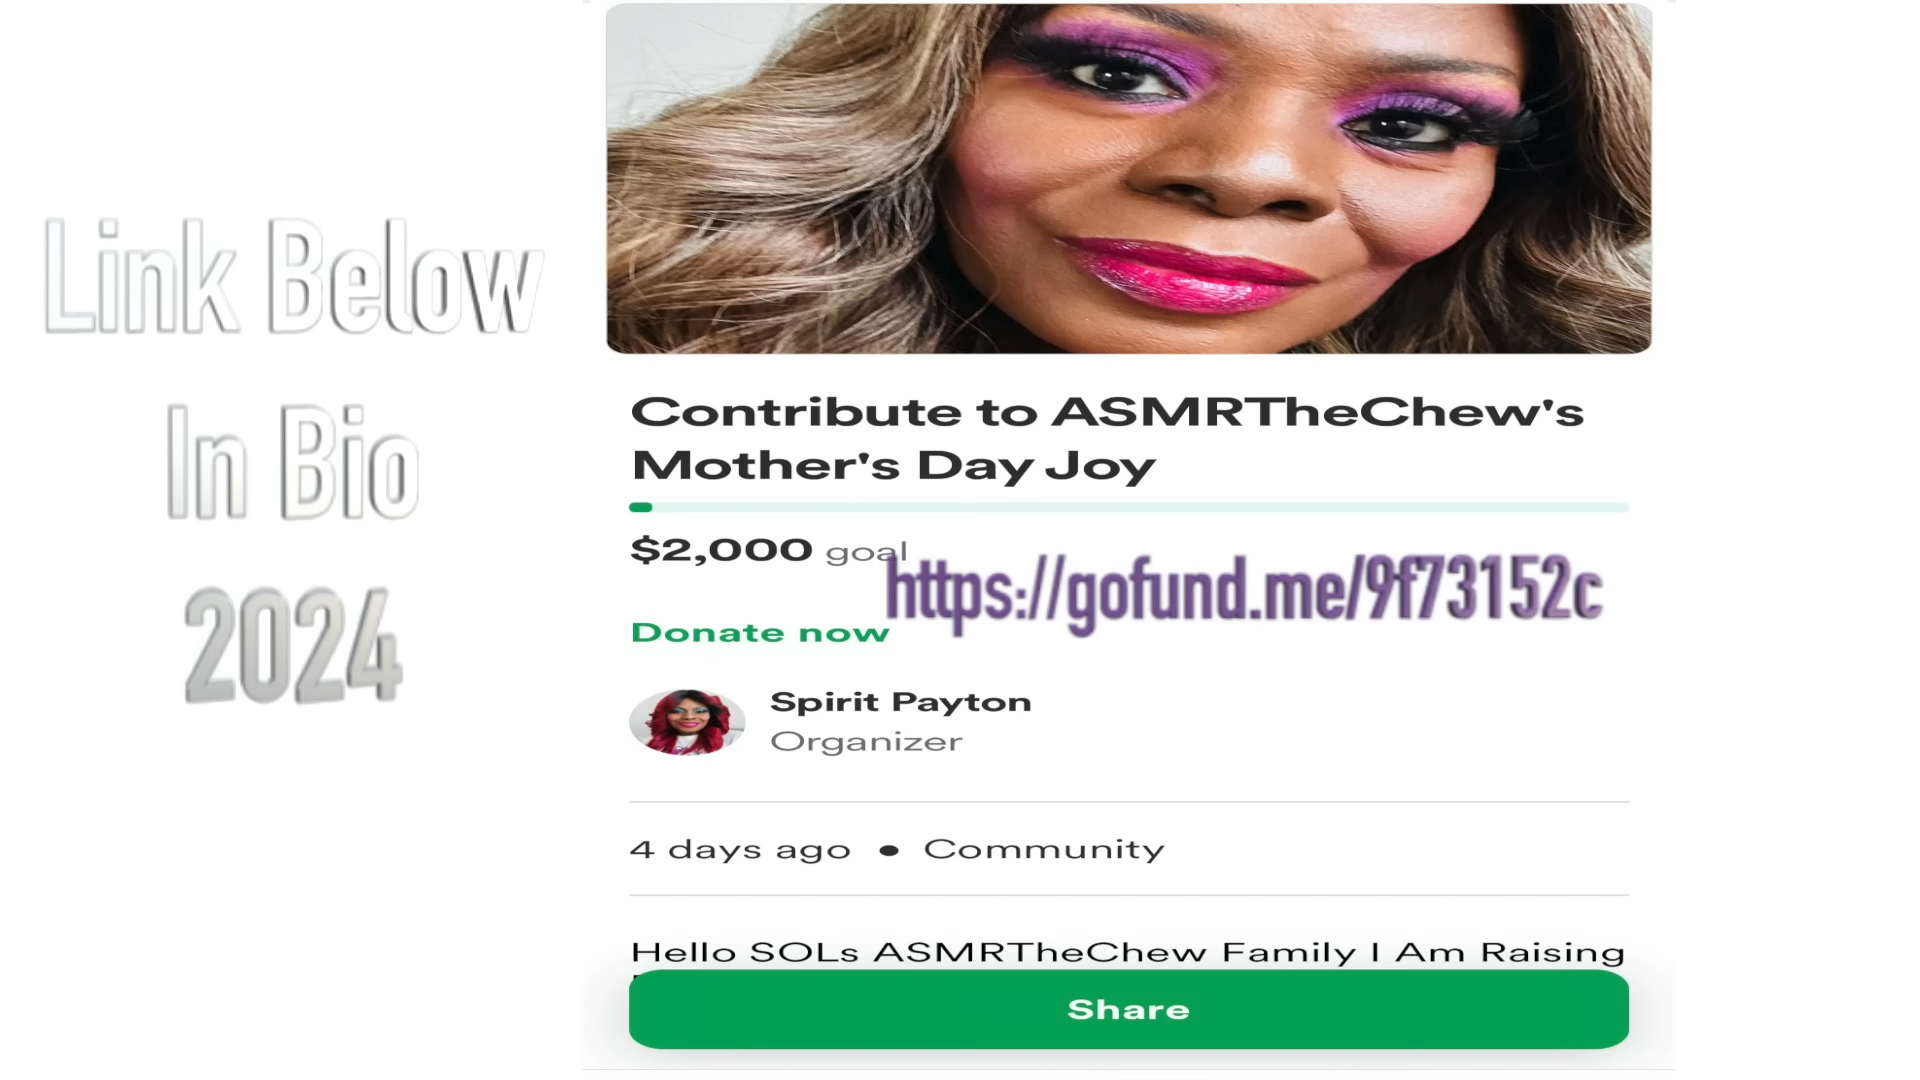 Link Below
In Bio
2024
Contribute to ASMRTheChew's
Mother's Day Joy
$2,000 goal
https://gofund.me/9f73152c
Donate now
Spirit Payton
Organizer
4 days ago • Community
Hello SOLs ASMRTheChew Family I Am Raising
Share